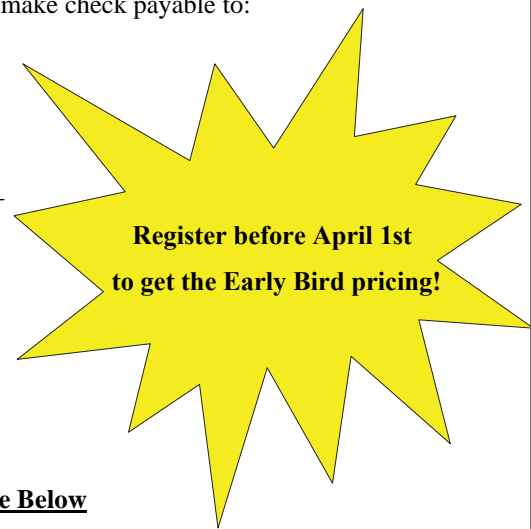 make check payable to:
Register before April 1st
to get the Early Bird pricing!
e Below